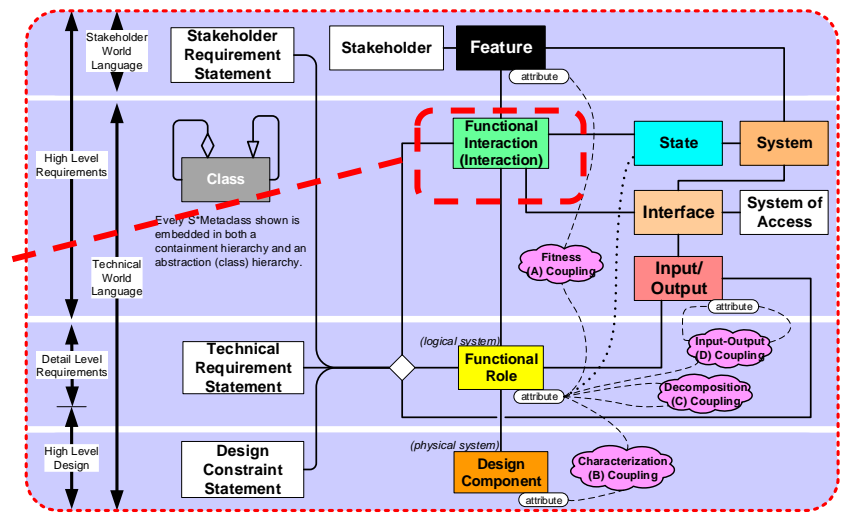 Stakeholder
World
Language
High Level
Requirements
Technical
World
Language
Detail Level
Requirements
High Level
Design
Stakeholder
Requirement
Statement
Stakeholder
Feature
attribute
Class
Every S*Metaclass shown is
embedded in both a
containment hierarchy and an
abstraction (class) hierarchy.
Functional
Interaction
(Interaction)
State
System
Interface
System of
Access
Fitness
(A) Coupling
Input/
Output
attribute
Technical
Requirement
Statement
(logical system)
Functional
Role
attribute
Input-Output
(D) Coupling
Decomposition
(C) Coupling
Design
Constraint
Statement
(physical system)
Design
Component
attribute
Characterization
(B) Coupling